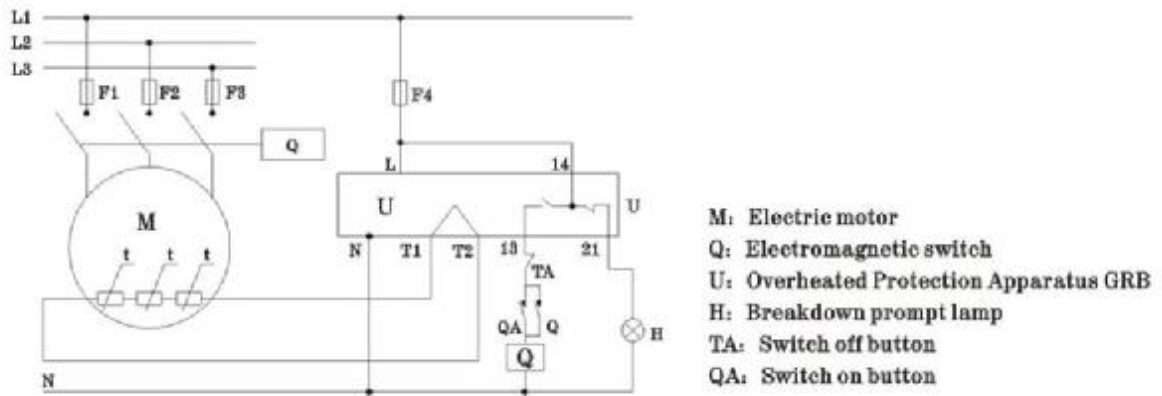 L1
L2
L3
F1 F2 F3 F4
Q
L 14
M U U
N T1 T2 13 21
t t t
TA
QA Q H
Q
N
M: Electric motor
Q: Electromagnetic switch
U: Overheated Protection Apparatus GRB
H: Breakdown prompt lamp
TA: Switch off button
QA: Switch on button